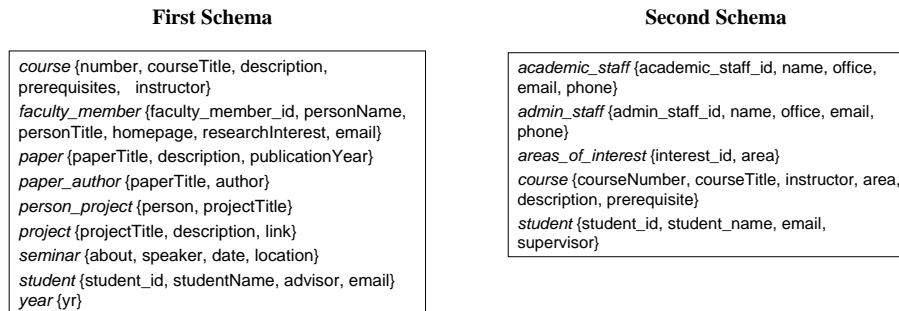 First Schema
course {number, courseTitle, description,
prerequisites, instructor}
faculty_member {faculty_member_id, personName,
personTitle, homepage, researchInterest, email}
paper {paperTitle, description, publicationYear}
paper_author {paperTitle, author}
person_project {person, projectTitle}
project {projectTitle, description, link}
seminar {about, speaker, date, location}
student {student_id, studentName, advisor, email}
year {yr}
Second Schema
academic_staff {academic_staff_id, name, office,
email, phone}
admin_staff {admin_staff_id, name, office, email,
phone}
areas_of_interest {interest_id, area}
course {courseNumber, courseTitle, instructor, area,
description, prerequisite}
student {student_id, student_name, email,
supervisor}